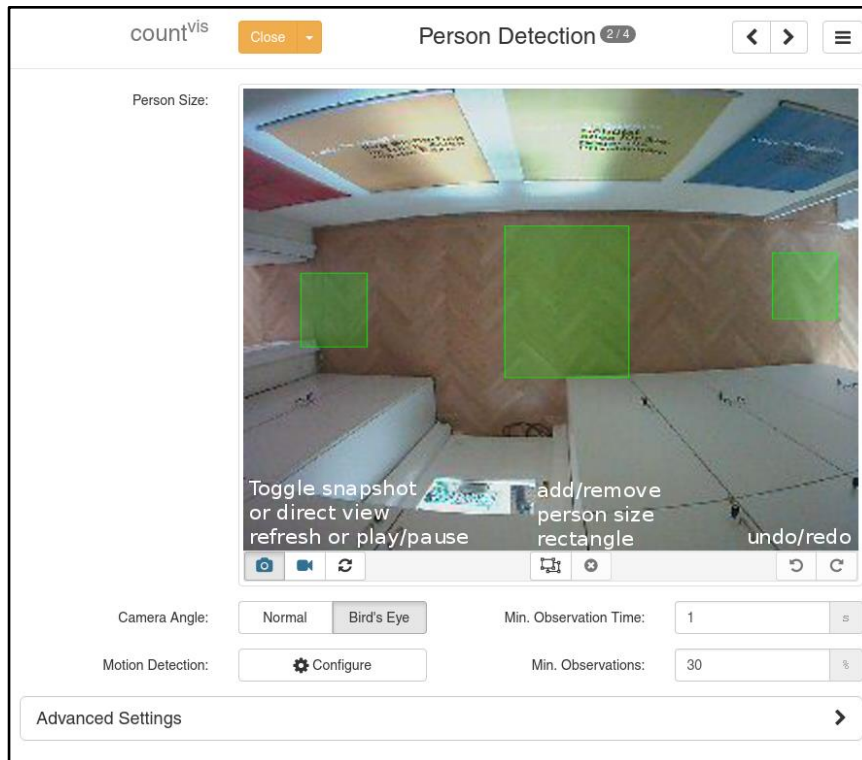 countvis
Close
Person Detection 2 / 4
Person Size:
Toggle snapshot
or direct view
refresh or play/pause
add/remove
person size
rectangle
undo/redo
Camera Angle:
Normal
Bird's Eye
Min. Observation Time:
1
s
Motion Detection:
Configure
Min. Observations:
30
%
Advanced Settings